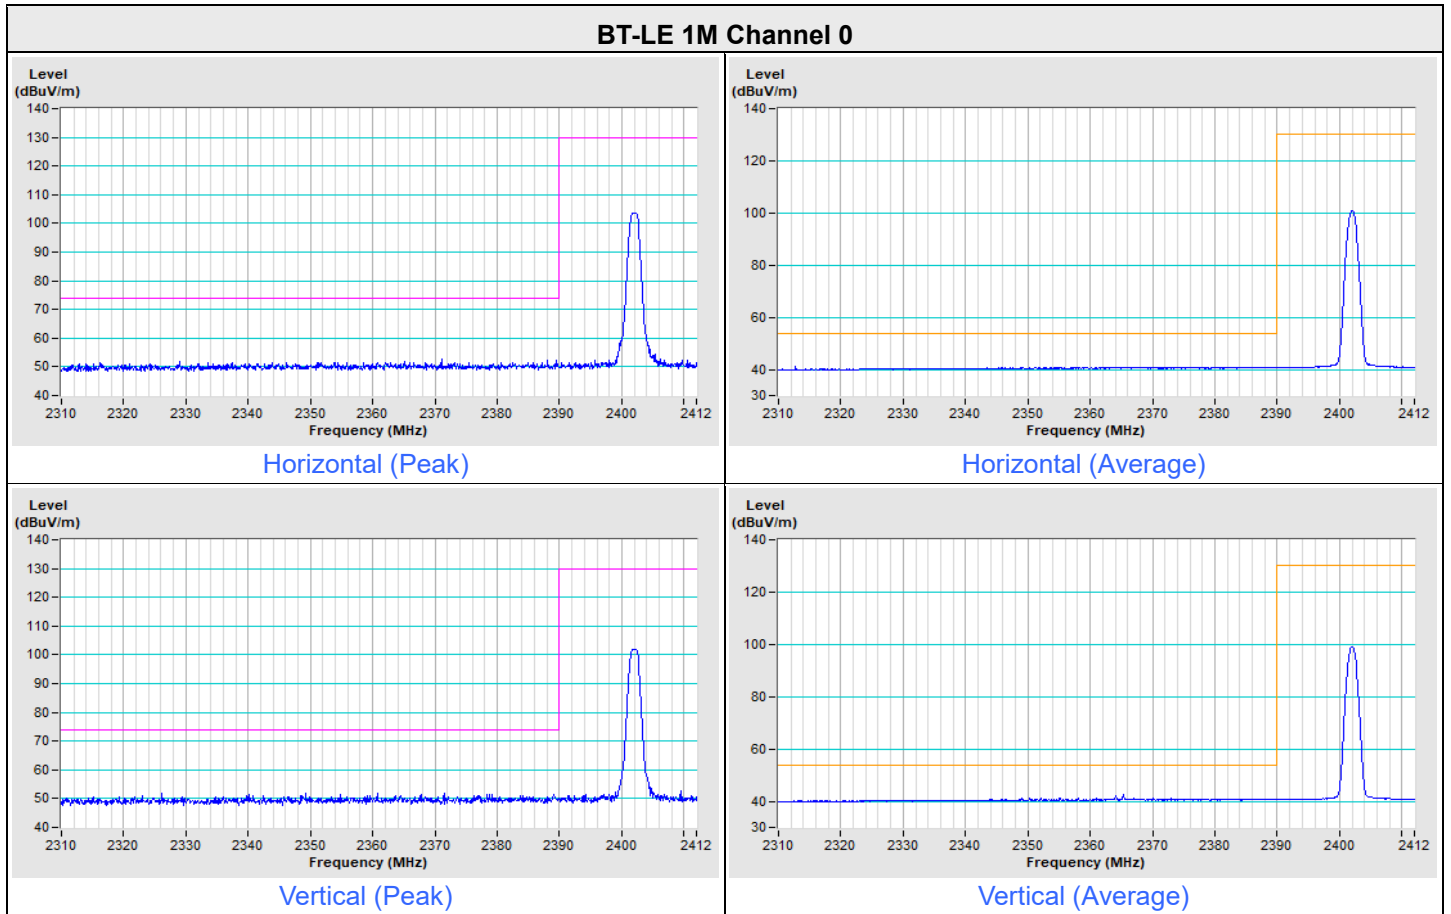 BT-LE 1M Channel 0
Level
(dBuV/m)
140
130
120
110
100
90
80
70
60
50
40
2310 2320 2330 2340 2350 2360 2370 2380 2390 2400 2412
Frequency (MHz)
Horizontal (Peak)
Level
(dBuV/m)
140
120
100
80
60
40
30
2310 2320 2330 2340 2350 2360 2370 2380 2390 2400 2412
Frequency (MHz)
Horizontal (Average)
Level
(dBuV/m)
140
130
120
110
100
90
80
70
60
50
40
2310 2320 2330 2340 2350 2360 2370 2380 2390 2400 2412
Frequency (MHz)
Vertical (Peak)
Level
(dBuV/m)
140
120
100
80
60
40
30
2310 2320 2330 2340 2350 2360 2370 2380 2390 2400 2412
Frequency (MHz)
Vertical (Average)